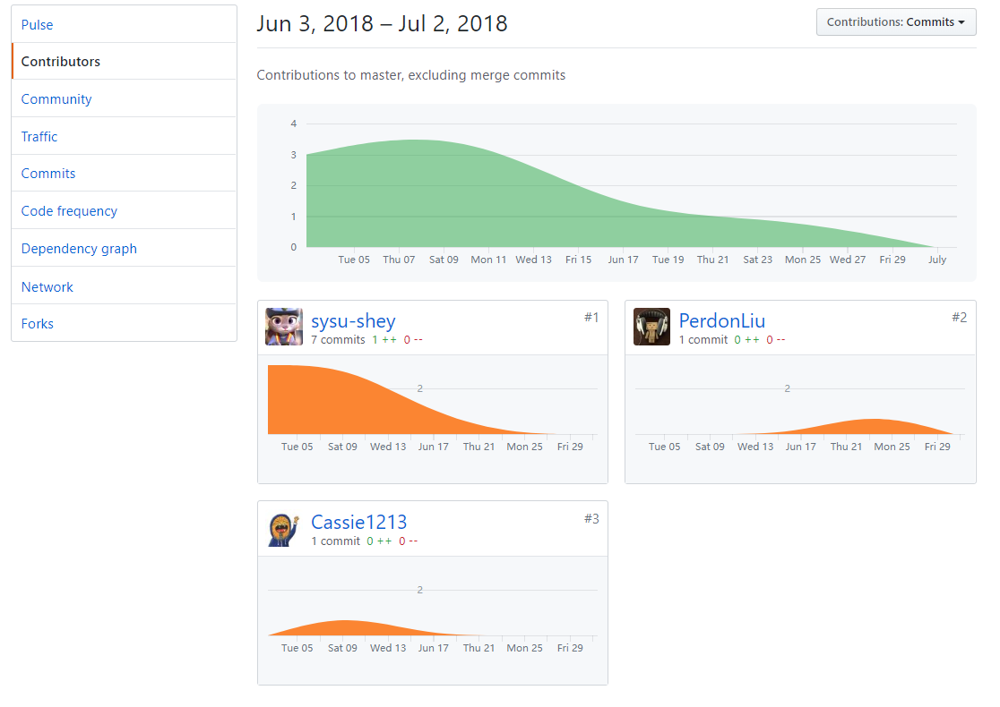 Pulse
Contributors
Community
Traffic
Commits
Code frequency
Dependency graph
Network
Forks
Jun 3, 2018 – Jul 2, 2018
Contributions: Commits
Contributions to master, excluding merge commits
4
3
2
1
0
Tue 05 Thu 07 Sat 09 Mon 11 Wed 13 Fri 15 Jun 17 Tue 19 Thu 21 Sat 23 Mon 25 Wed 27 Fri 29 July
sysu-shey #1
7 commits 1 ++ 0 --
2
Tue 05 Sat 09 Wed 13 Jun 17 Thu 21 Mon 25 Fri 29
PerdonLiu #2
1 commit 0 ++ 0 --
2
Tue 05 Sat 09 Wed 13 Jun 17 Thu 21 Mon 25 Fri 29
Cassie1213 #3
1 commit 0 ++ 0 --
2
Tue 05 Sat 09 Wed 13 Jun 17 Thu 21 Mon 25 Fri 29